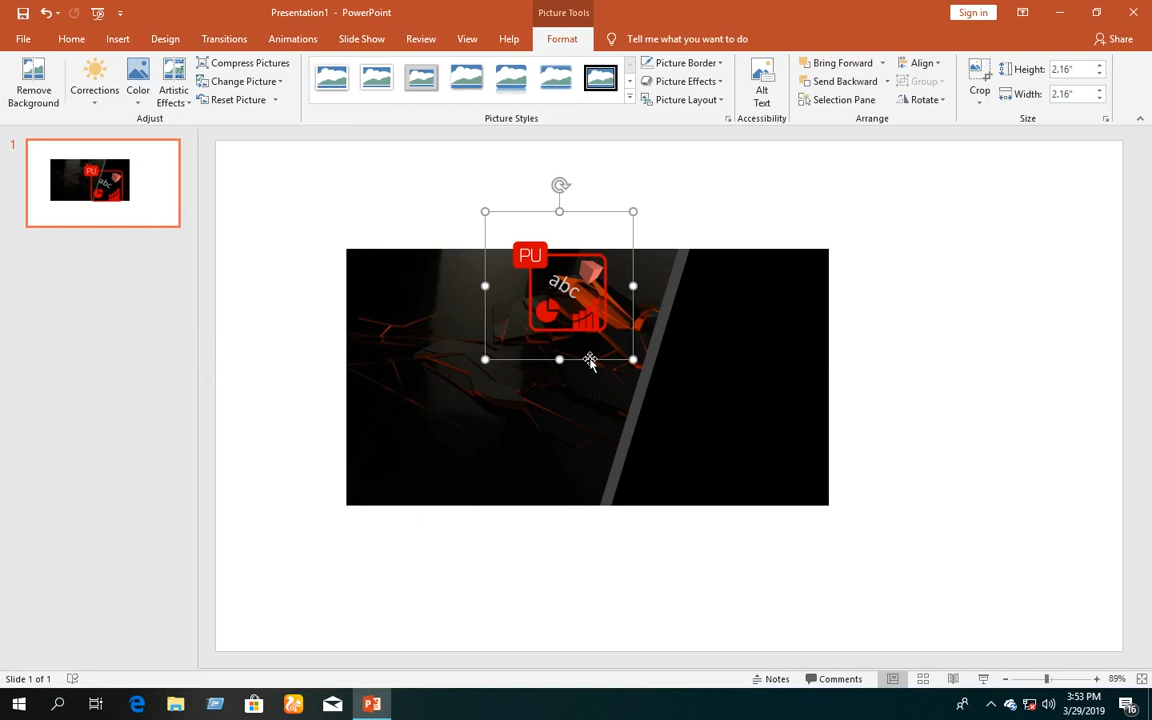 Presentation1 - PowerPoint
Picture Tools
Sign in
File Home Insert Design Transitions Animations Slide Show Review View Help Format Tell me what you want to do Share
Remove Background
Corrections
Color
Artistic Effects
Compress Pictures
Change Picture
Reset Picture
Picture Border
Picture Effects
Picture Layout
Alt Text
Bring Forward
Send Backward
Selection Pane
Align
Group
Rotate
Crop
Height: 2.16"
Width: 2.16"
Adjust
Picture Styles
Accessibility
Arrange
Size
1
PU
abc
PU
abc
Slide 1 of 1
Notes
Comments
89%
3:53 PM
3/29/2019
16